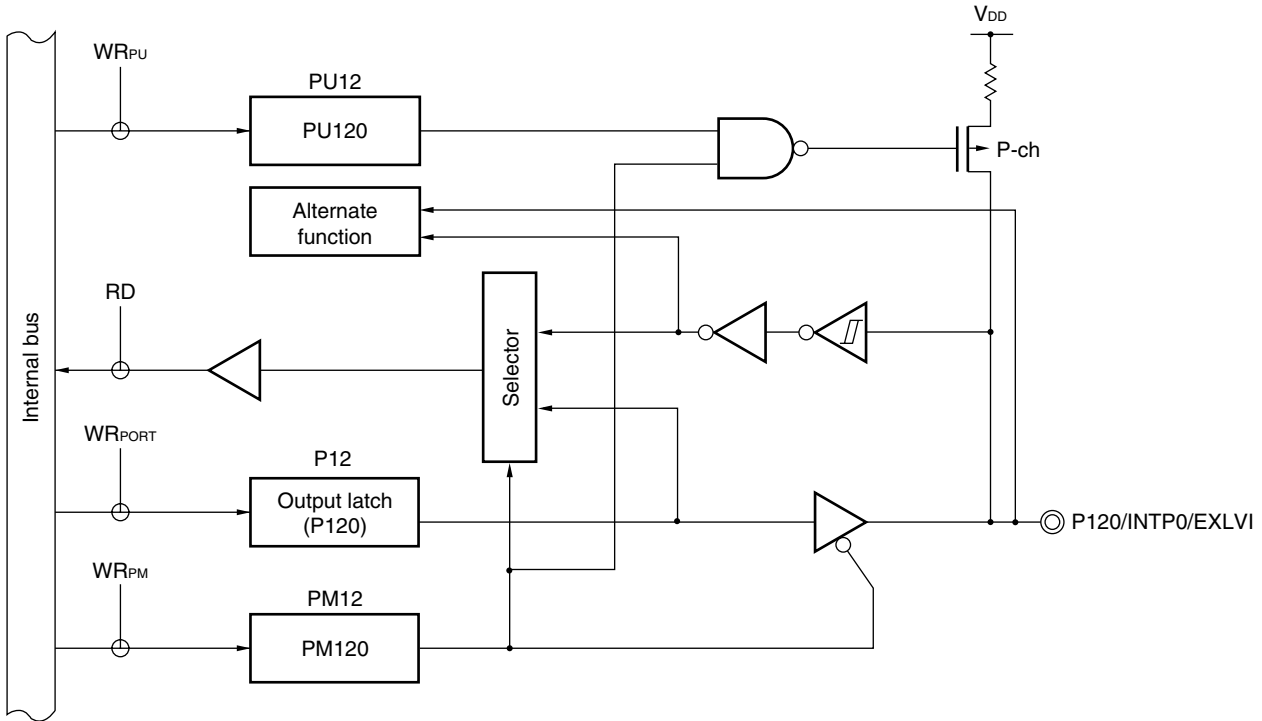 VDD
WRPU
PU12
PU120
P-ch
Alternate
function
RD
Selector
Internal bus
WRPORT
P12
Output latch
(P120)
P120/INTP0/EXLVI
WRPM
PM12
PM120